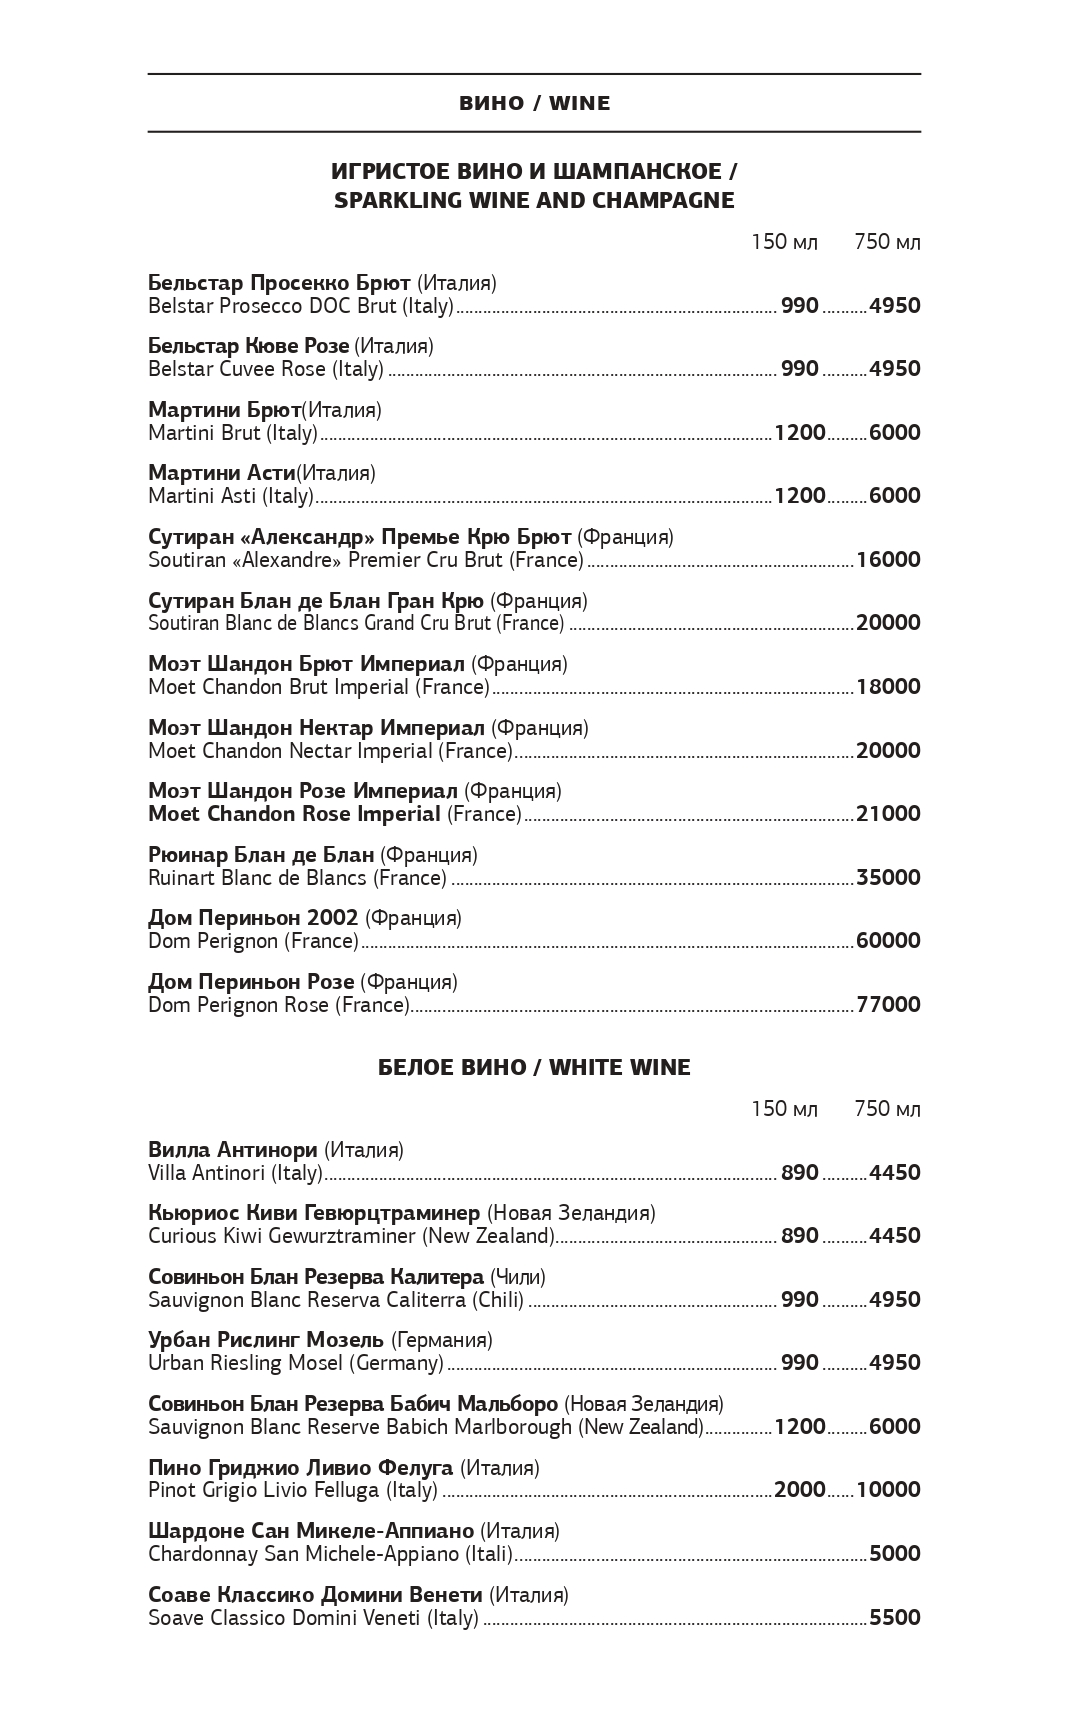 ВИНО / WINE
ИГРИСТОЕ ВИНО И ШАМПАНСКОЕ /
SPARKLING WINE AND CHAMPAGNE
150 мл 750 мл
Бельстар Просекко Брют (Италия)
Belstar Prosecco DOC Brut (Italy) 990 4950
Бельстар Кюве Розе (Италия)
Belstar Cuvee Rose (Italy) 990 4950
Мартини Брют(Италия)
Martini Brut (Italy) 1200 6000
Мартини Асти(Италия)
Martini Asti (Italy) 1200 6000
Сутиран «Александр» Премье Крю Брют (Франция)
Soutiran «Alexandre» Premier Cru Brut (France) 16000
Сутиран Блан де Блан Гран Крю (Франция)
Soutiran Blanc de Blancs Grand Cru Brut (France) 20000
Моэт Шандон Брют Империал (Франция)
Moet Chandon Brut Imperial (France) 18000
Моэт Шандон Нектар Империал (Франция)
Moet Chandon Nectar Imperial (France) 20000
Моэт Шандон Розе Империал (Франция)
Moet Chandon Rose Imperial (France) 21000
Рюинар Блан де Блан (Франция)
Ruinart Blanc de Blancs (France) 35000
Дом Периньон 2002 (Франция)
Dom Perignon (France) 60000
Дом Периньон Розе (Франция)
Dom Perignon Rose (France) 77000
БЕЛОЕ ВИНО / WHITE WINE
150 мл 750 мл
Вилла Антинори (Италия)
Villa Antinori (Italy) 890 4450
Кьюриос Киви Гевюрцтраминер (Новая Зеландия)
Curious Kiwi Gewurztraminer (New Zealand) 890 4450
Совиньон Блан Резерва Калитера (Чили)
Sauvignon Blanc Reserva Caliterra (Chili) 990 4950
Урбан Рислинг Мозель (Германия)
Urban Riesling Mosel (Germany) 990 4950
Совиньон Блан Резерва Бабич Мальборо (Новая Зеландия)
Sauvignon Blanc Reserve Babich Marlborough (New Zealand) 1200 6000
Пино Гриджио Ливио Фелуга (Италия)
Pinot Grigio Livio Felluga (Italy) 2000 10000
Шардоне Сан Микеле-Аппиано (Италия)
Chardonnay San Michele-Appiano (Itali) 5000
Соаве Классико Домини Венети (Италия)
Soave Classico Domini Veneti (Italy) 5500